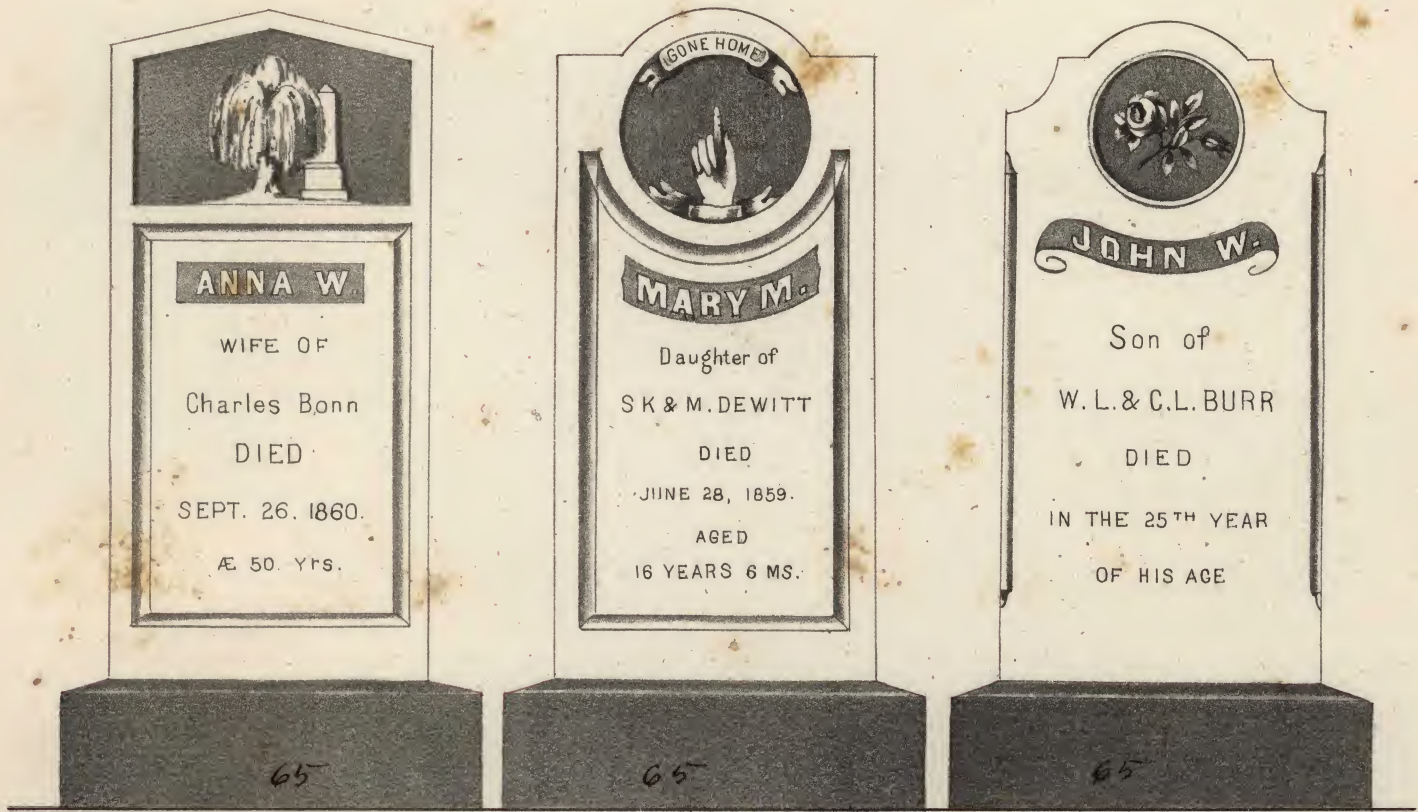 ANNA W.
WIFE OF
Charles Bonn
DIED
SEPT. 26. 1860.
Æ 50 Yrs.
65
GONE HOME
MARY M.
Daughter of
S K & M. DEWITT
DIED
JUNE 28, 1859.
AGED
16 YEARS 6 MS.
65
JOHN W.
Son of
W. L. & C. L. BURR
DIED
IN THE 25TH YEAR
OF HIS AGE
65